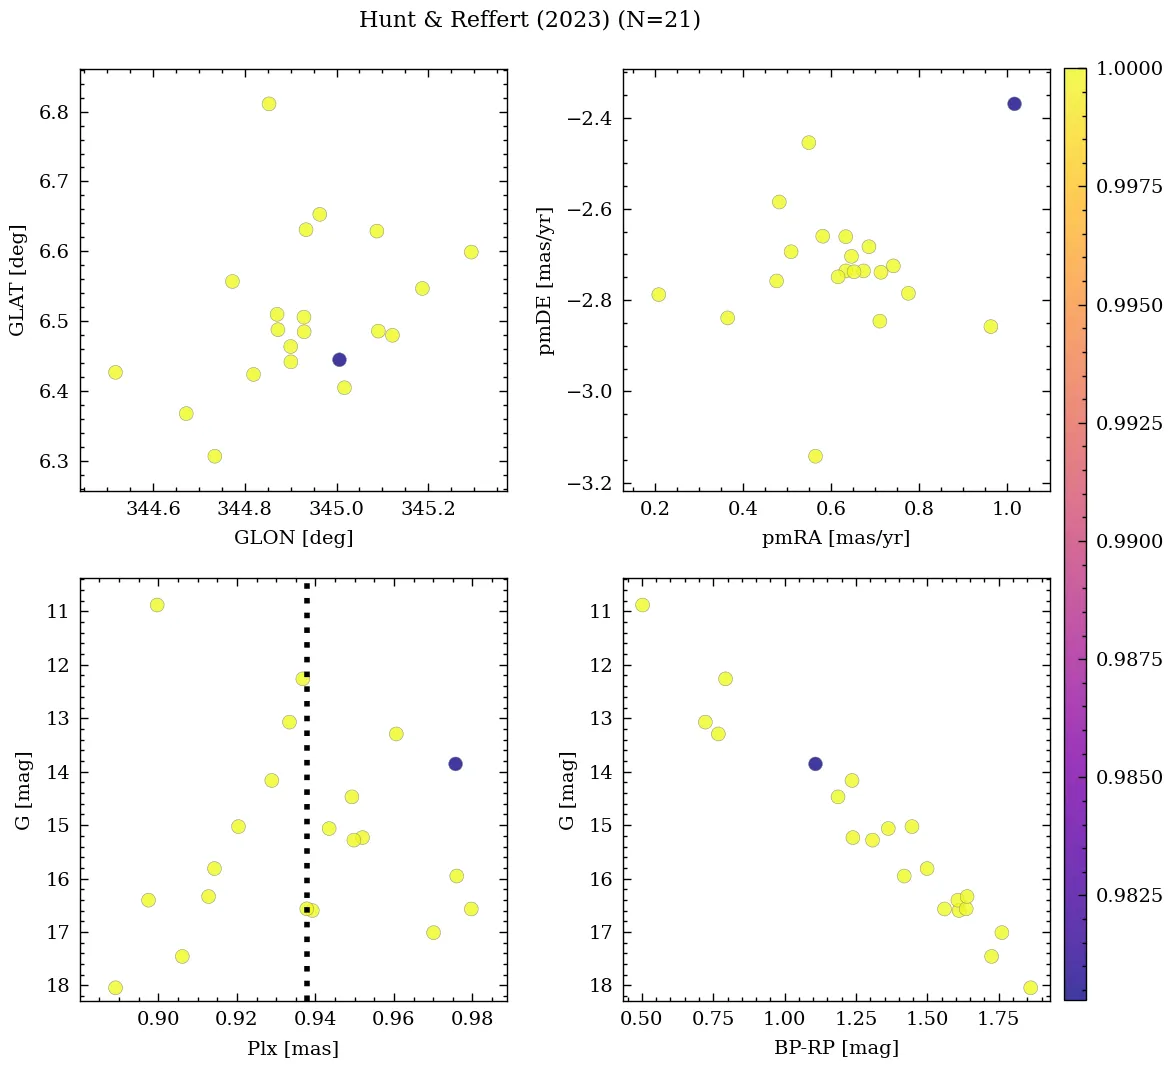 Hunt & Reffert (2023) (N=21)
GLAT [deg]
6.8
6.7
6.6
6.5
6.4
6.3
344.6 344.8 345.0 345.2
GLON [deg]
pmDE [mas/yr]
−2.4
−2.6
−2.8
−3.0
−3.2
0.2 0.4 0.6 0.8 1.0
pmRA [mas/yr]
G [mag]
11
12
13
14
15
16
17
18
0.90 0.92 0.94 0.96 0.98
Plx [mas]
G [mag]
11
12
13
14
15
16
17
18
0.50 0.75 1.00 1.25 1.50 1.75
BP-RP [mag]
1.0000
0.9975
0.9950
0.9925
0.9900
0.9875
0.9850
0.9825